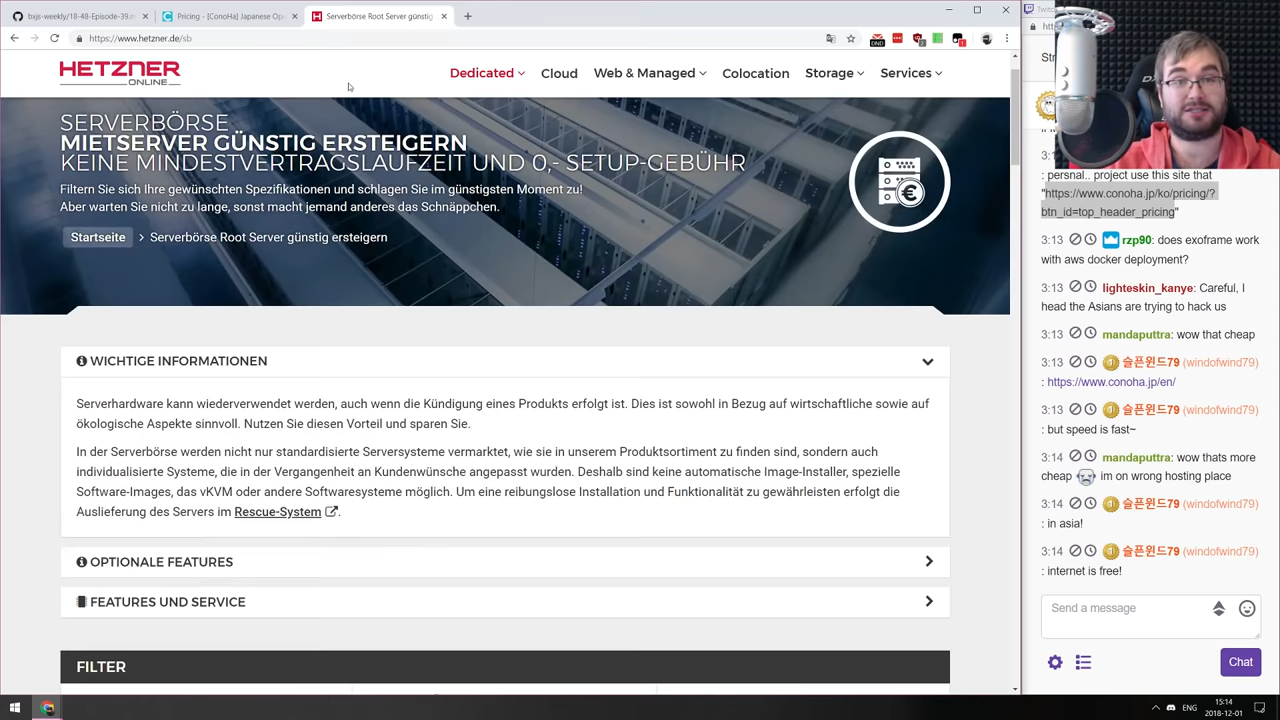 bxjs-weekly/18-48-Episode-39.m
Pricing - [ConoHa] Japanese Ope
Serverbörse Root Server günstig
https://www.hetzner.de/sb
HETZNER
ONLINE
Dedicated
Cloud
Web & Managed
Colocation
Storage
Services
SERVERBÖRSE
MIETSERVER GÜNSTIG ERSTEIGERN
KEINE MINDESTVERTRAGSLAUFZEIT UND 0,- SETUP-GEBÜHR
Filtern Sie sich Ihre gewünschten Spezifikationen und schlagen Sie im günstigsten Moment zu!
Aber warten Sie nicht zu lange, sonst macht jemand anderes das Schnäppchen.
Startseite > Serverbörse Root Server günstig ersteigern
WICHTIGE INFORMATIONEN
Serverhardware kann wiederverwendet werden, auch wenn die Kündigung eines Produkts erfolgt ist. Dies ist sowohl in Bezug auf wirtschaftliche sowie auf
ökologische Aspekte sinnvoll. Nutzen Sie diesen Vorteil und sparen Sie.
In der Serverbörse werden nicht nur standardisierte Serversysteme vermarktet, wie sie in unserem Produktsortiment zu finden sind, sondern auch
individualisierte Systeme, die in der Vergangenheit an Kundenwünsche angepasst wurden. Deshalb sind keine automatische Image-Installer, spezielle
Software-Images, das vKVM oder andere Softwaresysteme möglich. Um eine reibungslose Installation und Funktionalität zu gewährleisten erfolgt die
Auslieferung des Servers im Rescue-System.
OPTIONALE FEATURES
FEATURES UND SERVICE
FILTER
Twitch
Str
: persnal.. project use this site that
"https://www.conoha.jp/ko/pricing/?
btn_id=top_header_pricing"
3:13 rzp90: does exoframe work
with aws docker deployment?
3:13 lighteskin_kanye: Careful, I
head the Asians are trying to hack us
3:13 mandaputtra: wow that cheap
3:13 슬픈윈드79 (windofwind79)
: https://www.conoha.jp/en/
3:13 슬픈윈드79 (windofwind79)
: but speed is fast~
3:14 mandaputtra: wow thats more
cheap im on wrong hosting place
3:14 슬픈윈드79 (windofwind79)
: in asia!
3:14 슬픈윈드79 (windofwind79)
: internet is free!
Send a message
Chat
ENG
15:14
2018-12-01